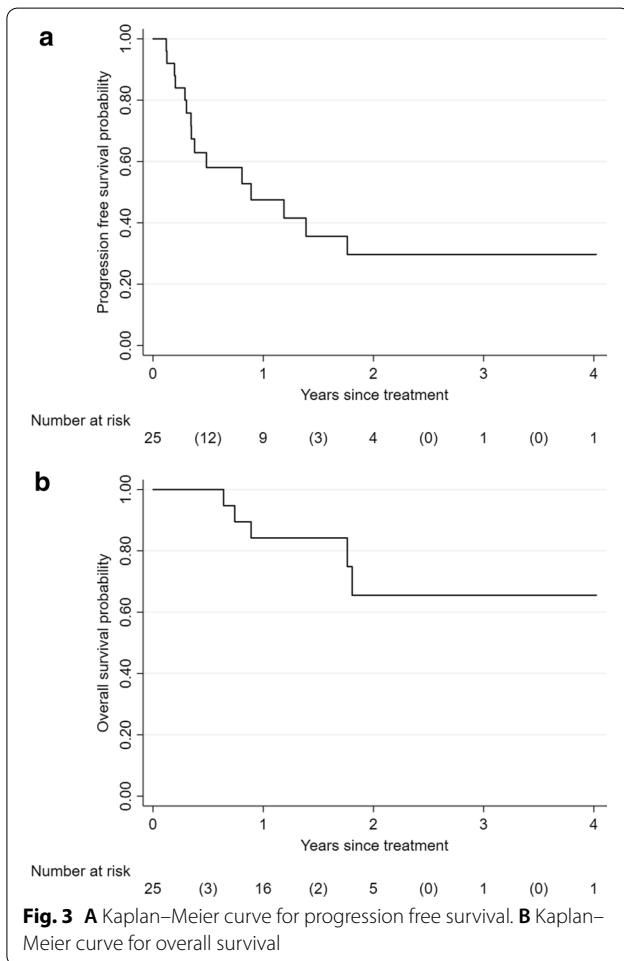 a
Progression free survival probability
1.00
0.80
0.60
0.40
0.20
0.00
0 1 2 3 4
Years since treatment
Number at risk
25 (12) 9 (3) 4 (0) 1 (0) 1
b
Overall survival probability
1.00
0.80
0.60
0.40
0.20
0.00
0 1 2 3 4
Years since treatment
Number at risk
25 (3) 16 (2) 5 (0) 1 (0) 1
Fig. 3 A Kaplan–Meier curve for progression free survival. B Kaplan–
Meier curve for overall survival